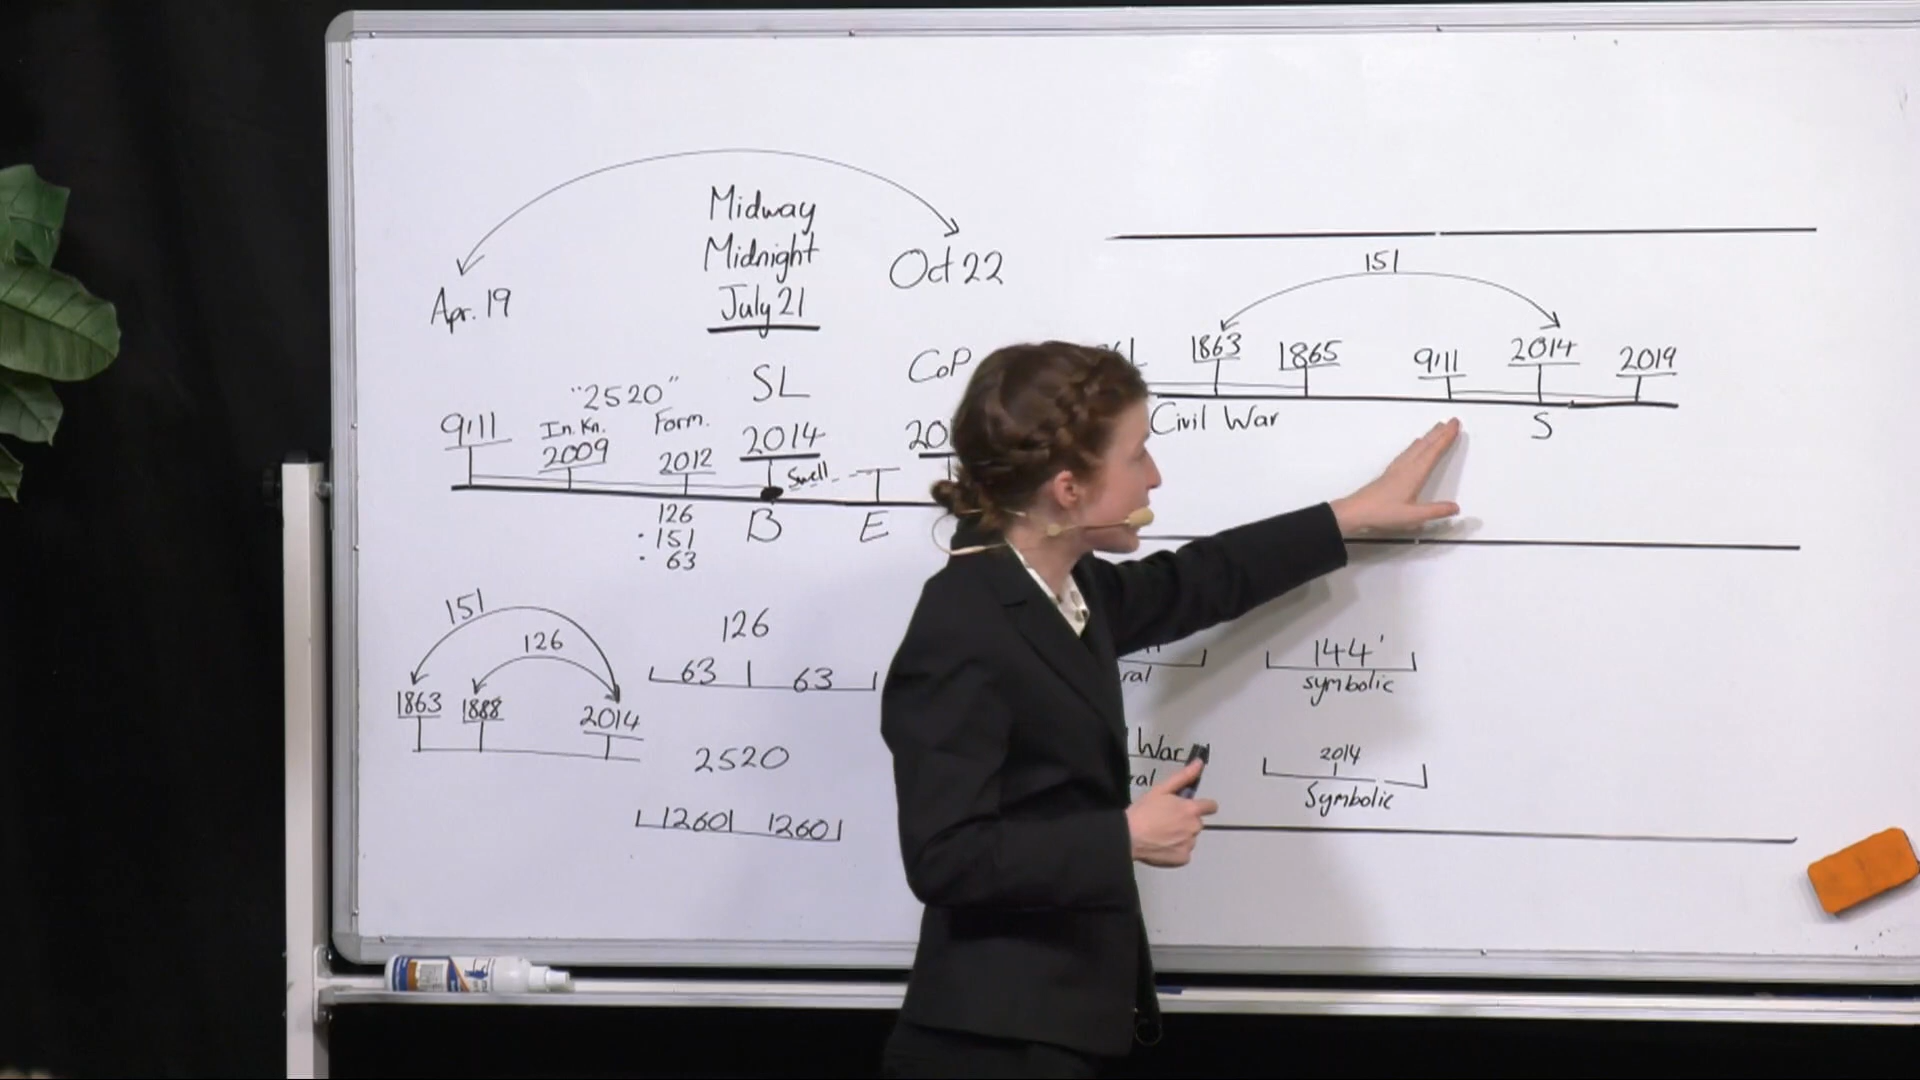 Midway
Midnight
July 21
Apr. 19
Oct 22
SL
CoP
"2520"
9:11
In. Kn.
2009
Form.
2012
2014
Swell
126
: 151
: 63
B
E
151
126
1863
1888
2014
126
63 63
2520
1260 1260
151
1863
1865
9:11
2014
2019
Civil War
S
144'
symbolic
War
2014
Symbolic